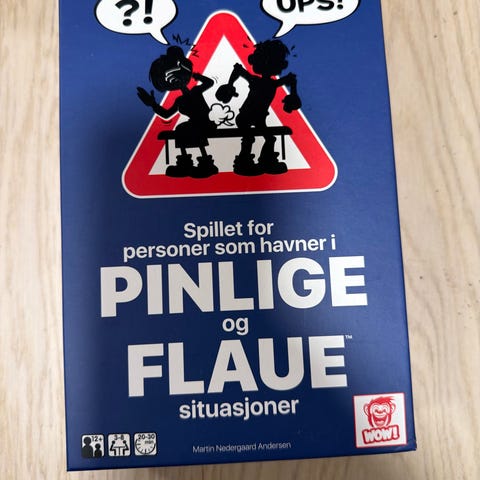 ?!
UPS!
Spillet for
personer som havner i
PINLIGE
og
FLAUE™
situasjoner
12+
3-8
20-30
min
Martin Nedergaard Andersen
WOW!